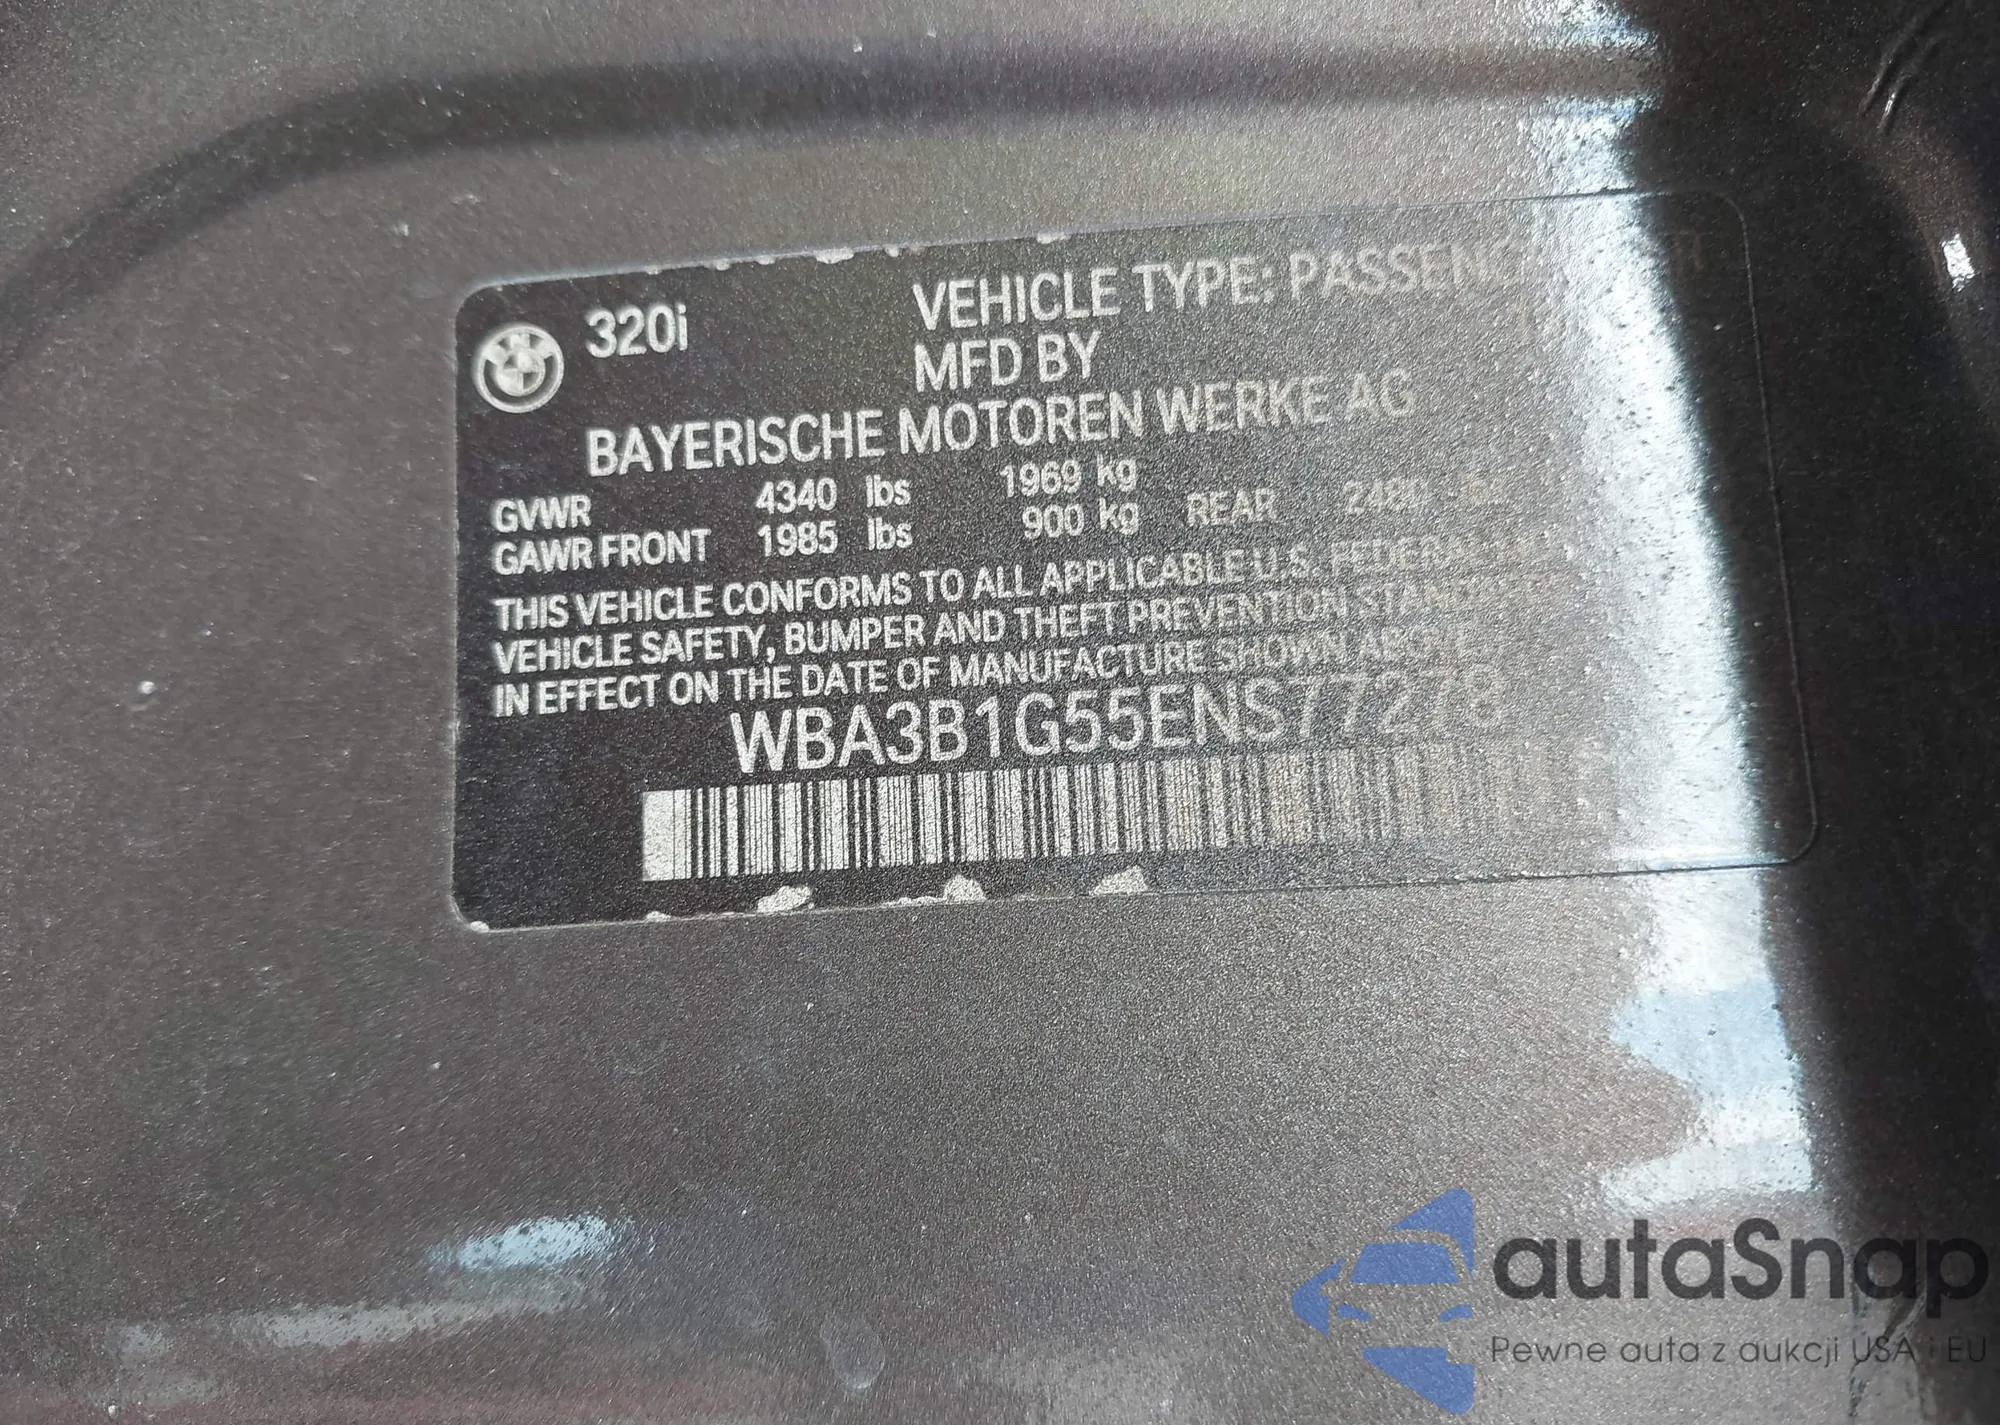 320i
VEHICLE TYPE:
MFD BY
BAYERISCHE MOTOREN WERKE AG
GVWR 4340 lbs 1969 kg
GAWR FRONT 1985 lbs 900 kg REAR
THIS VEHICLE CONFORMS TO ALL APPLICABLE U.S.
VEHICLE SAFETY, BUMPER AND THEFT PREVENTION
IN EFFECT ON THE DATE OF MANUFACTURE SHOWN ABOVE
WBA3B1G55ENS77278
autaSnap
Pewne auta z aukcji USA i EU